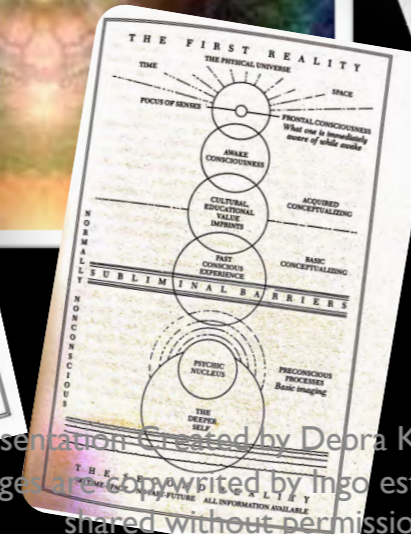 THE FIRST REALITY
THE PHYSICAL UNIVERSE
TIME
SPACE
FOCUS OF SENSES
FRONTAL CONSCIOUSNESS
What one is immediately
aware of while awake
AWAKE
CONSCIOUSNESS
CULTURAL,
EDUCATIONAL
VALUE
IMPRINTS
ACQUIRED
CONCEPTUALIZING
PAST
CONSCIOUS
EXPERIENCE
BASIC
CONCEPTUALIZING
SUBLIMINAL BARRIERS
NORMALLY NONCONSCIOUS
PSYCHIC
NUCLEUS
PRECONSCIOUS
PROCESSES
Basic imaging
THE
DEEPER
SELF
Created by Debra K
THE REALITY
FUTURE ALL INFORMATION AVAILABLE
are copywrited by Ingo est
shared without permissio